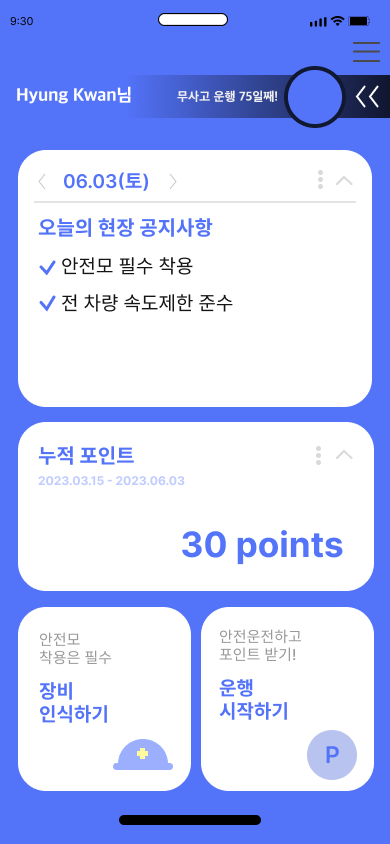 9:30
Hyung Kwan님
무사고 운행 75일째!
06.03(토)
오늘의 현장 공지사항
안전모 필수 착용
전 차량 속도제한 준수
누적 포인트
2023.03.15 - 2023.06.03
30 points
안전모
착용은 필수
장비
인식하기
안전운전하고
포인트 받기!
운행
시작하기
P